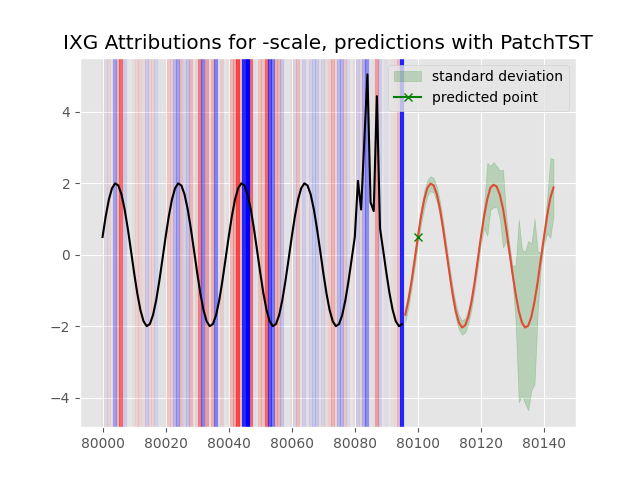 IXG Attributions for -scale, predictions with PatchTST
standard deviation
predicted point
4
2
0
−2
−4
80000 80020 80040 80060 80080 80100 80120 80140